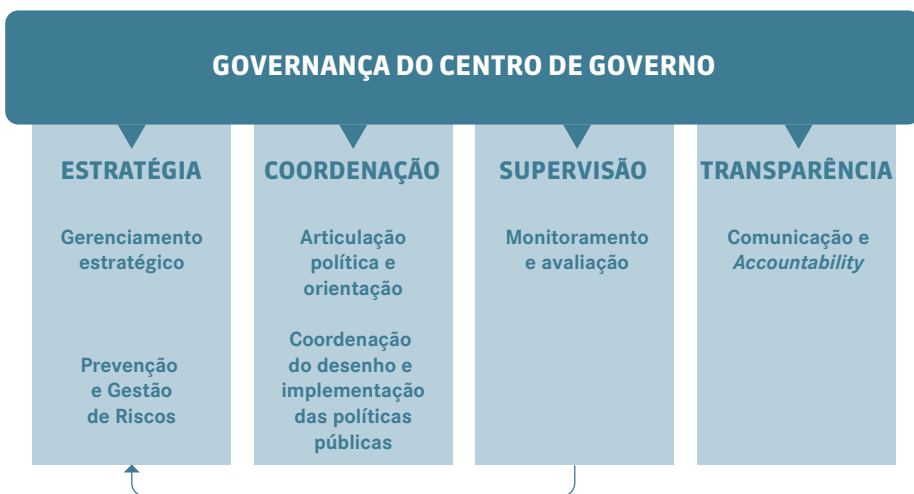 GOVERNANÇA DO CENTRO DE GOVERNO
ESTRATÉGIA
Gerenciamento
estratégico
Prevenção
e Gestão
de Riscos
COORDENAÇÃO
Articulação
política e
orientação
Coordenação
do desenho e
implementação
das políticas
públicas
SUPERVISÃO
Monitoramento
e avaliação
TRANSPARÊNCIA
Comunicação e
Accountability